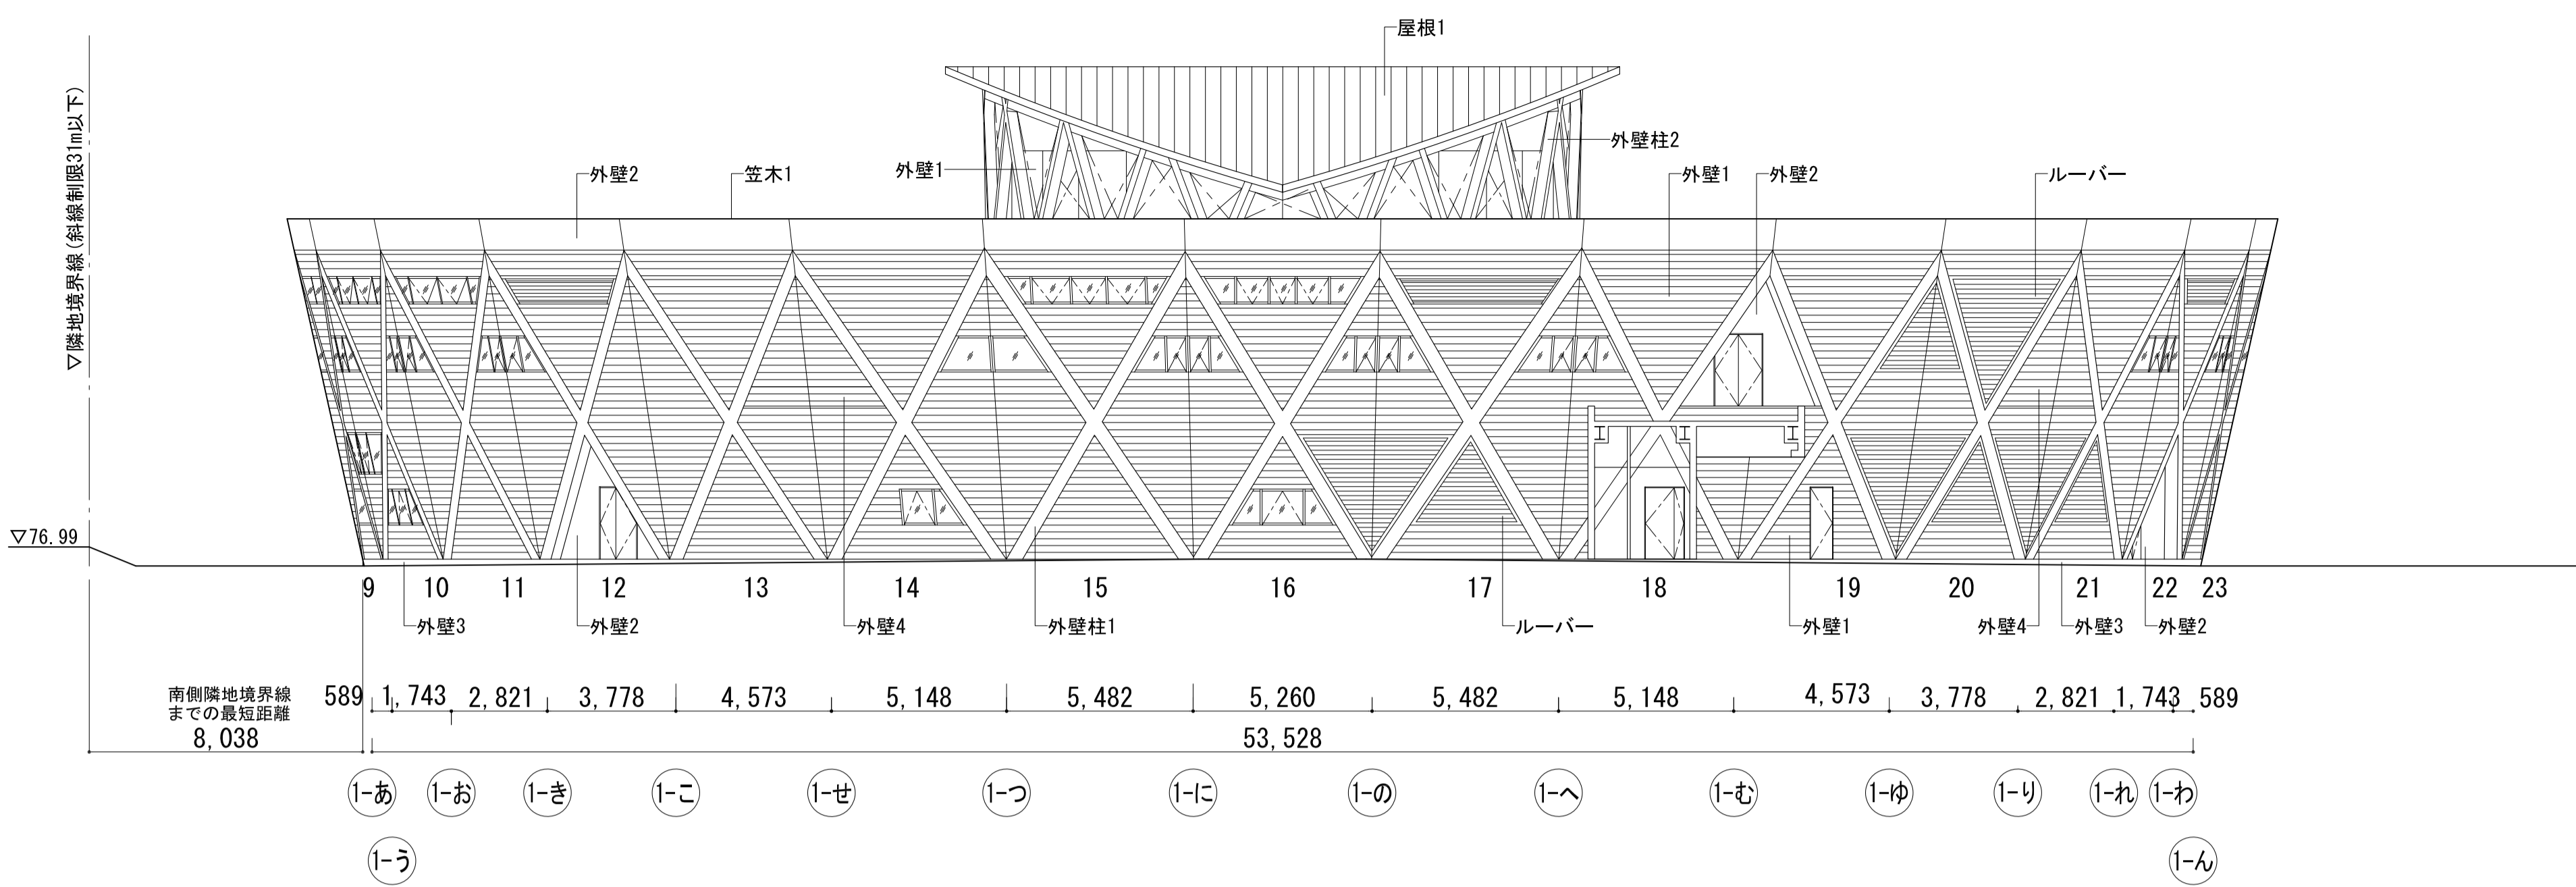 屋根1
▽隣地境界線(斜線制限31m以下)
外壁柱2
外壁1
外壁2
笠木1
外壁1
外壁2
ルーバー
▽76.99
9 10 11 12 13 14 15 16 17 18 19 20 21 22 23
外壁3
外壁2
外壁4
外壁柱1
ルーバー
外壁1
外壁4
外壁3
外壁2
南側隣地境界線
までの最短距離
589 1,743 2,821 3,778 4,573 5,148 5,482 5,260 5,482 5,148 4,573 3,778 2,821 1,743 589
8,038
53,528
1-あ 1-お 1-き 1-こ 1-せ 1-つ 1-に 1-の 1-へ 1-む 1-ゆ 1-り 1-れ 1-わ
1-う 1-ん